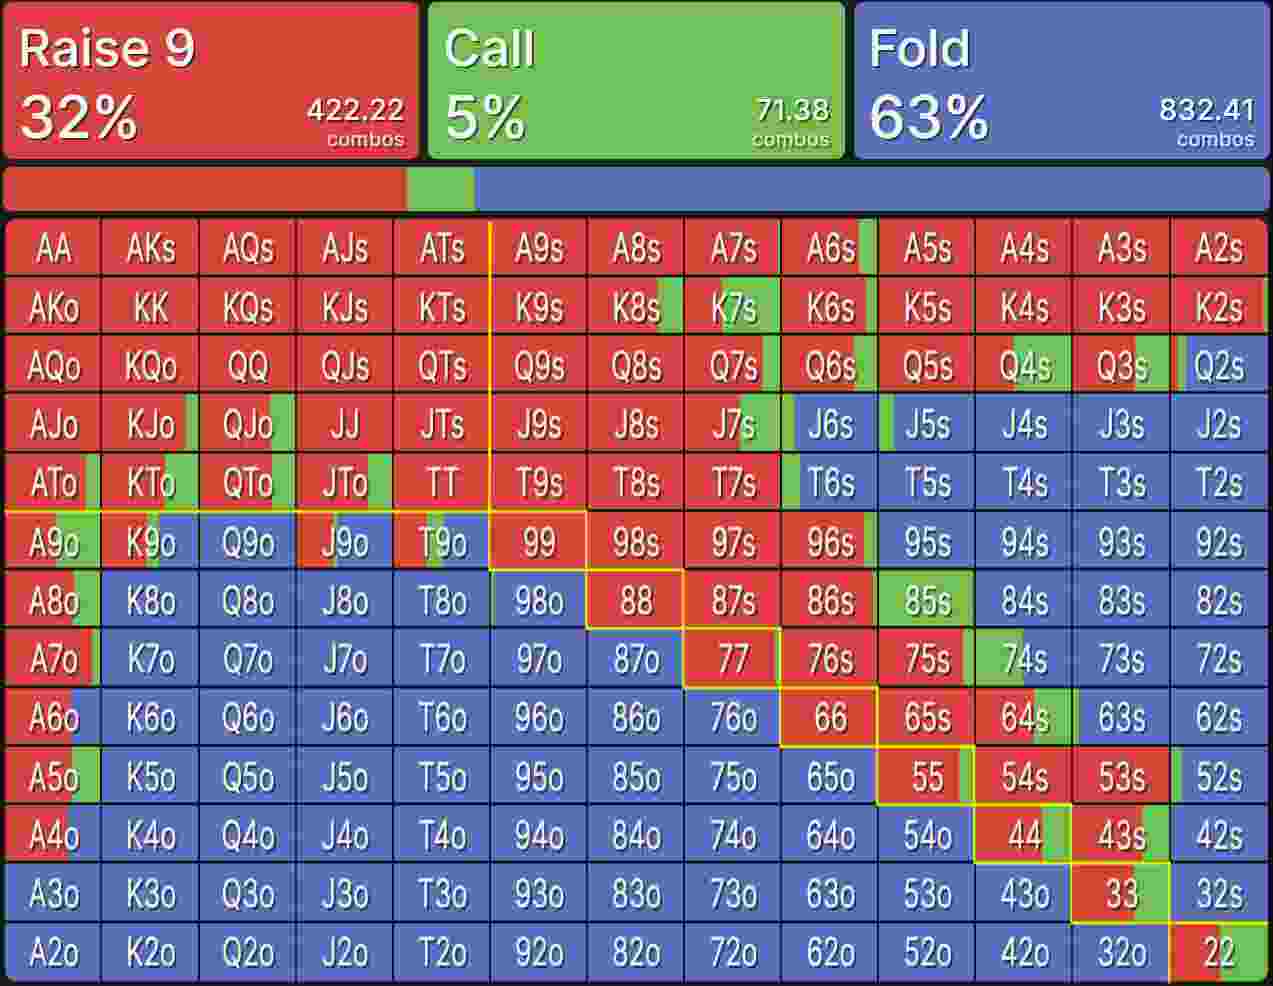 Raise 9 Call Fold
32% 422.22 combos 5% 71.38 combos 63% 832.41 combos
AA AKs AQs AJs ATs A9s A8s A7s A6s A5s A4s A3s A2s
AKo KK KQs KJs KTs K9s K8s K7s K6s K5s K4s K3s K2s
AQo KQo QQ QJs QTs Q9s Q8s Q7s Q6s Q5s Q4s Q3s Q2s
AJo KJo QJo JJ JTs J9s J8s J7s J6s J5s J4s J3s J2s
ATo KTo QTo JTo TT T9s T8s T7s T6s T5s T4s T3s T2s
A9o K9o Q9o J9o T9o 99 98s 97s 96s 95s 94s 93s 92s
A8o K8o Q8o J8o T8o 98o 88 87s 86s 85s 84s 83s 82s
A7o K7o Q7o J7o T7o 97o 87o 77 76s 75s 74s 73s 72s
A6o K6o Q6o J6o T6o 96o 86o 76o 66 65s 64s 63s 62s
A5o K5o Q5o J5o T5o 95o 85o 75o 65o 55 54s 53s 52s
A4o K4o Q4o J4o T4o 94o 84o 74o 64o 54o 44 43s 42s
A3o K3o Q3o J3o T3o 93o 83o 73o 63o 53o 43o 33 32s
A2o K2o Q2o J2o T2o 92o 82o 72o 62o 52o 42o 32o 22